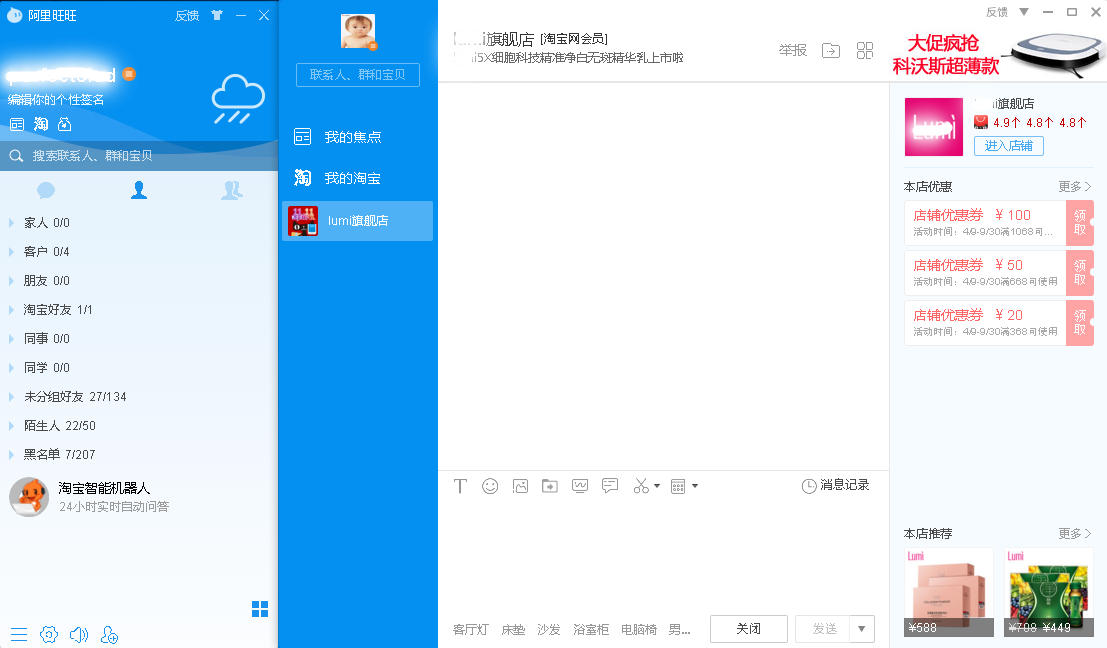 阿里旺旺
反馈
编辑你的个性签名
淘
搜索联系人、群和宝贝
家人 0/0
客户 0/4
朋友 0/0
淘宝好友 1/1
同事 0/0
同学 0/0
未分组好友 27/134
陌生人 22/50
黑名单 7/207
淘宝智能机器人
24小时实时自动问答
联系人、群和宝贝
我的焦点
淘 我的淘宝
lumi旗舰店
旗舰店 [淘宝网会员]
5X细胞科技精准净白无斑精华乳上市啦
举报
T
消息记录
客厅灯 床垫 沙发 浴室柜 电脑椅 男...
关闭
发送
反馈
大促疯抢
科沃斯超薄款
Lumi
旗舰店
4.9个 4.8个 4.8个
进入店铺
本店优惠
更多
店铺优惠券 ¥ 100
活动时间：4/9-9/30满1068可...
领取
店铺优惠券 ¥ 50
活动时间：4/9-9/30满668可使用
领取
店铺优惠券 ¥ 20
活动时间：4/9-9/30满368可使用
领取
本店推荐
更多
Lumi
¥588
Lumi
¥708 ¥449